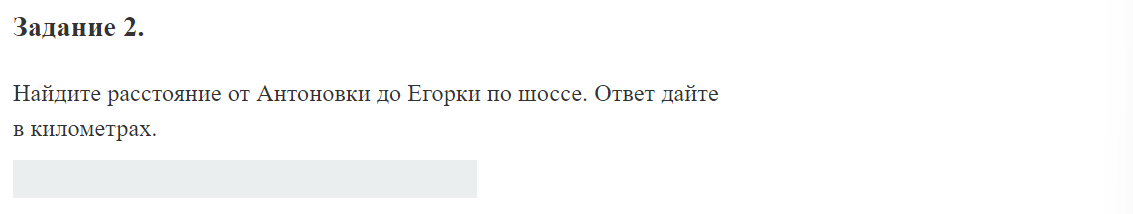 Задание 2.
Найдите расстояние от Антоновки до Егорки по шоссе. Ответ дайте
в километрах.